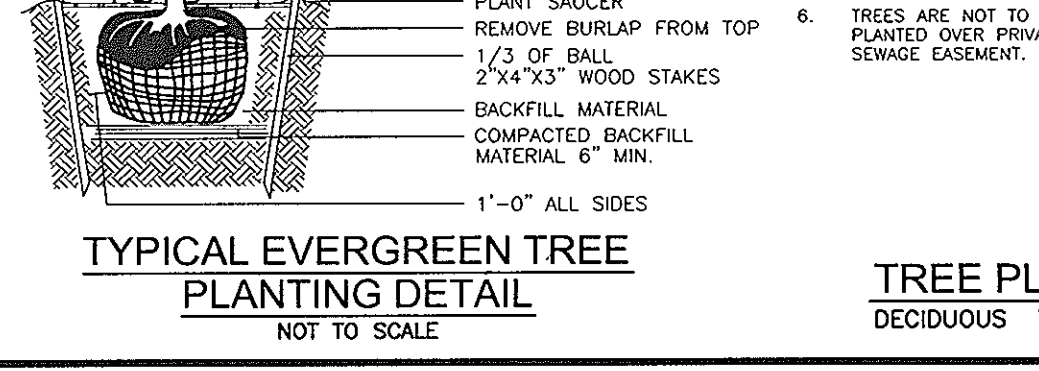 PLANT SAUCER
REMOVE BURLAP FROM TOP
1/3 OF BALL
2"X4"X3" WOOD STAKES
BACKFILL MATERIAL
COMPACTED BACKFILL
MATERIAL 6" MIN.
1'-0" ALL SIDES
TYPICAL EVERGREEN TREE
PLANTING DETAIL
NOT TO SCALE
6. TREES ARE NOT TO
PLANTED OVER
SEWAGE EASEMENT.
TREE
DECIDUOUS